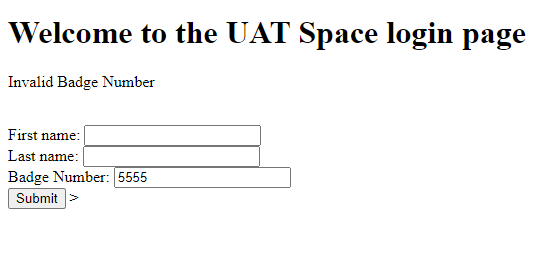 Welcome to the UAT Space login page
Invalid Badge Number
First name:
Last name:
Badge Number: 5555
Submit >